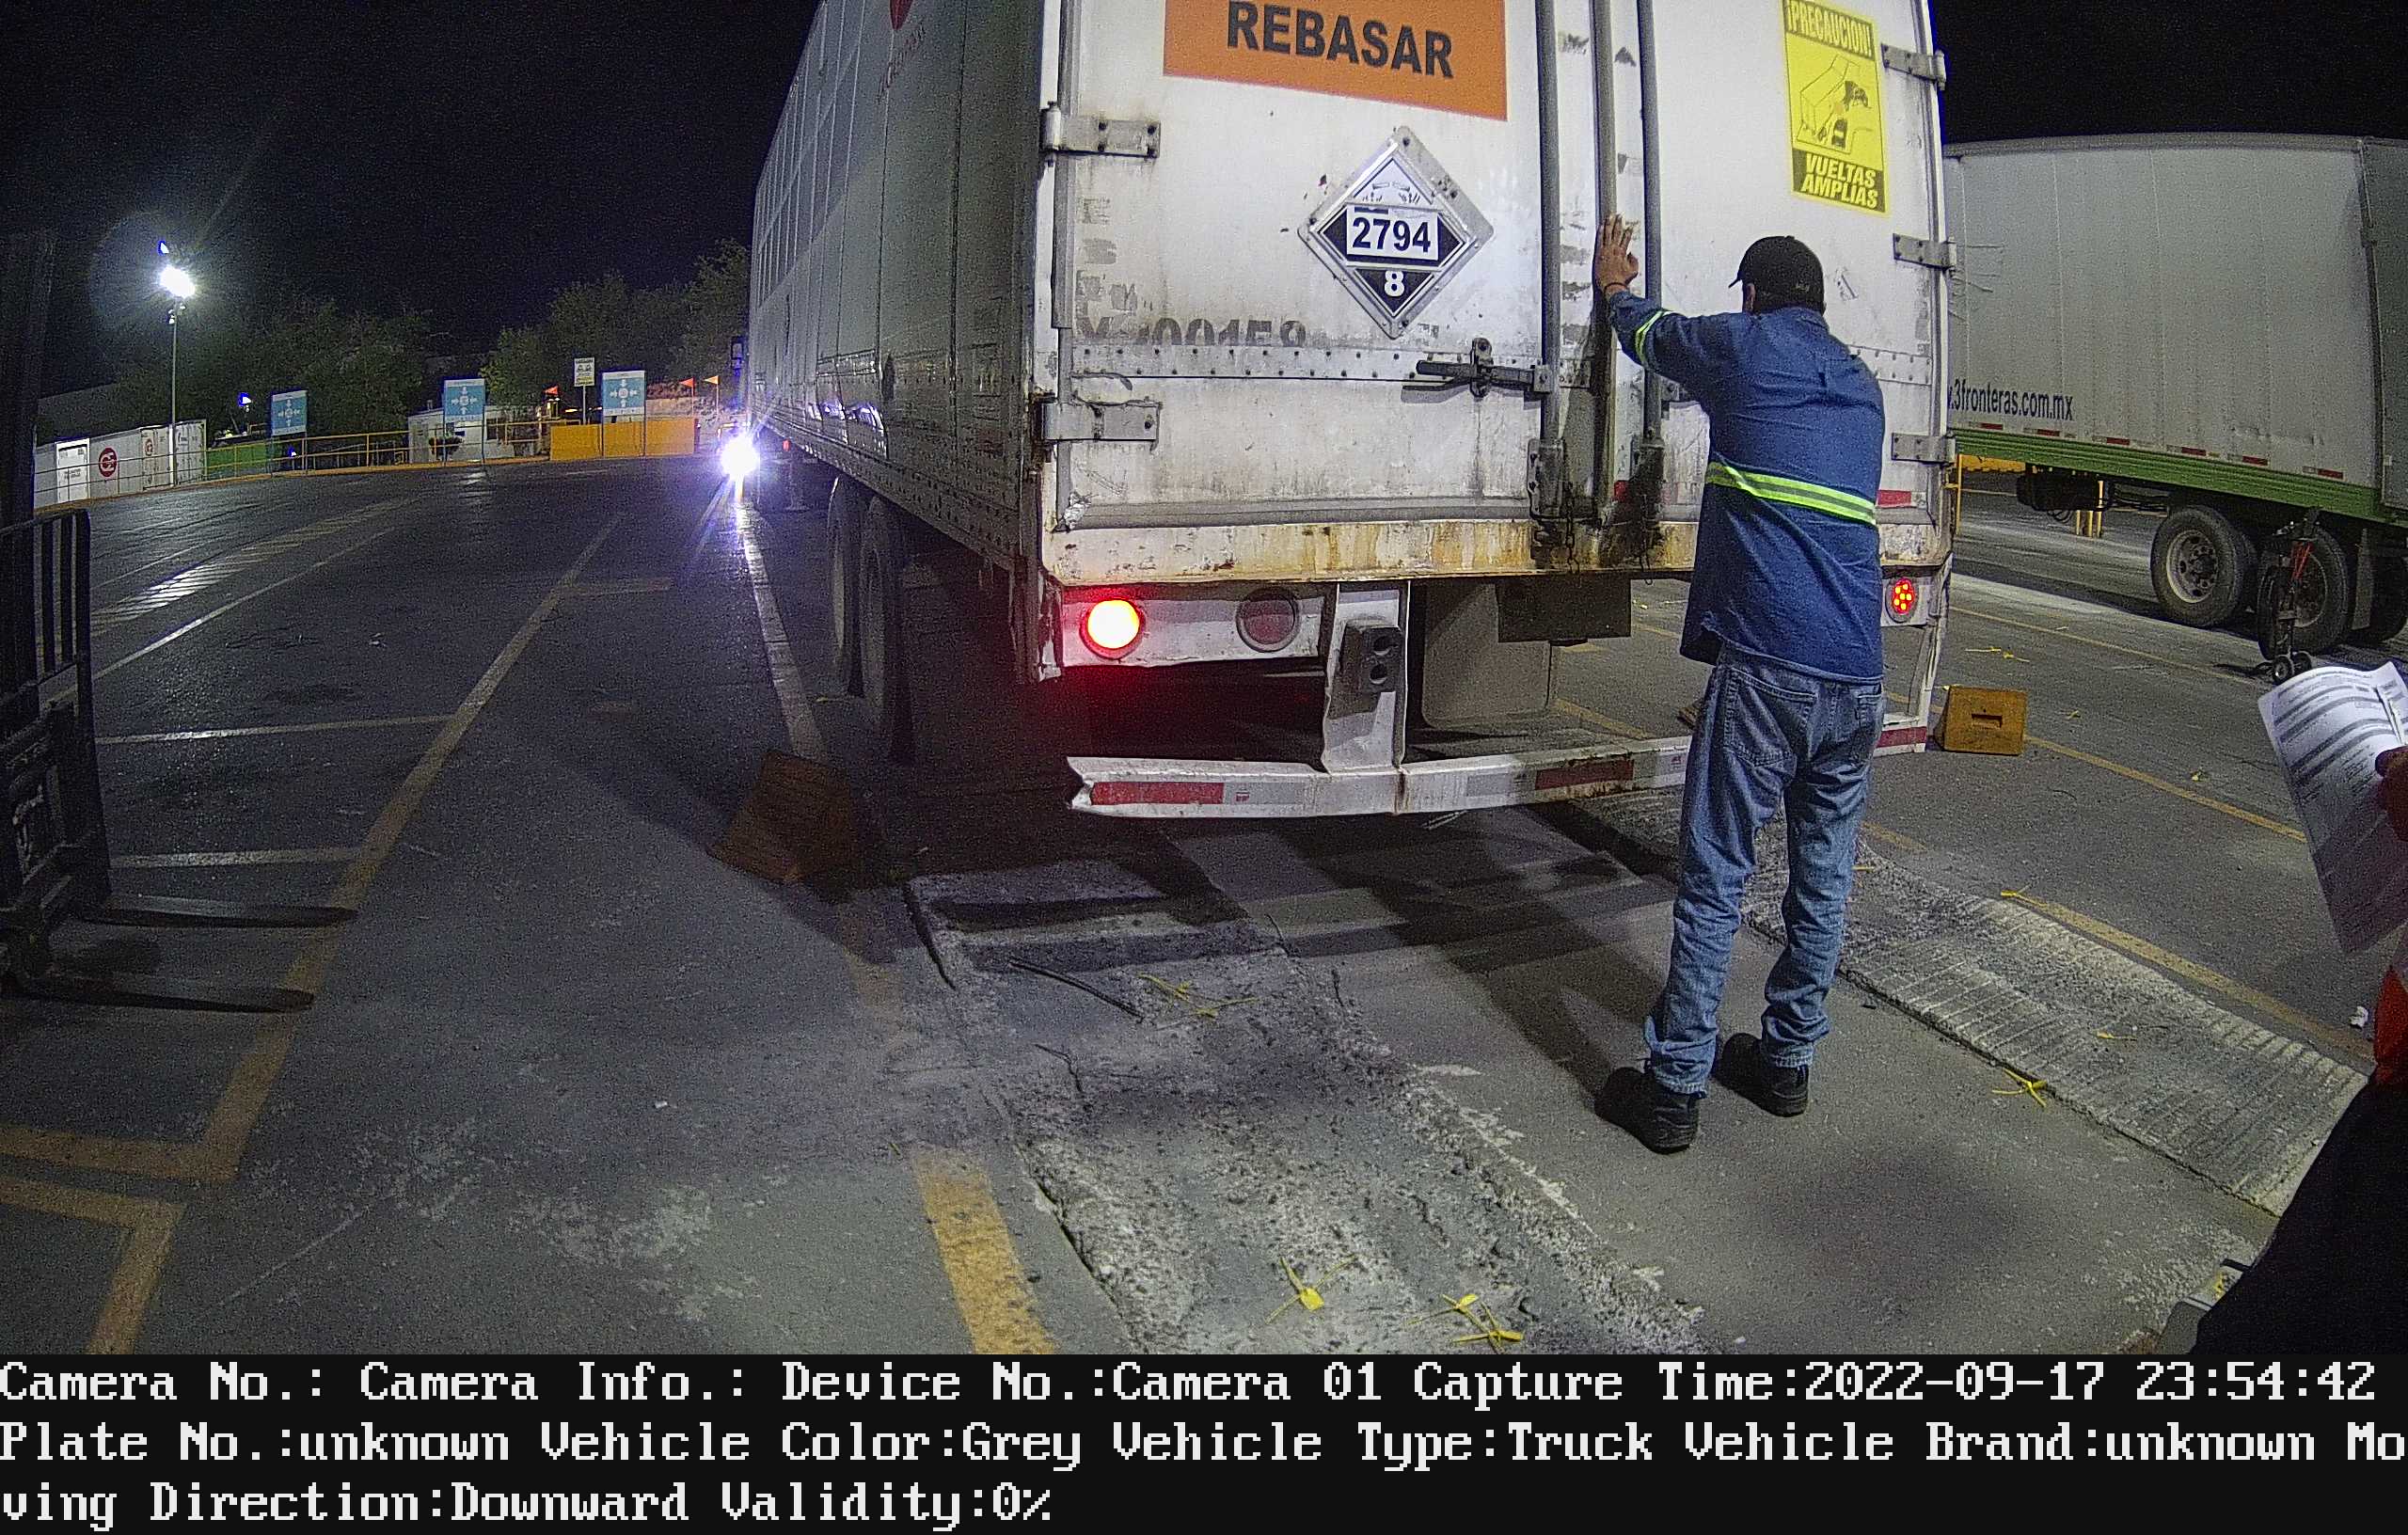 REBASAR
¡PRECAUCION!
VUELTAS
AMPLIAS
2794
8
.3fronteras.com.mx
Camera No.: Camera Info.: Device No.:Camera 01 Capture Time:2022-09-17 23:54:42
Plate No.:unknown Vehicle Color:Grey Vehicle Type:Truck Vehicle Brand:unknown Mo
ving Direction:Downward Validity:0%